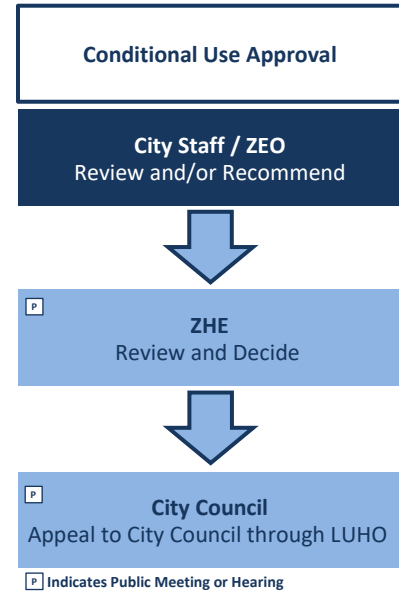 Conditional Use Approval
City Staff / ZEO
Review and/or Recommend
P
ZHE
Review and Decide
P
City Council
Appeal to City Council through LUHO
P Indicates Public Meeting or Hearing